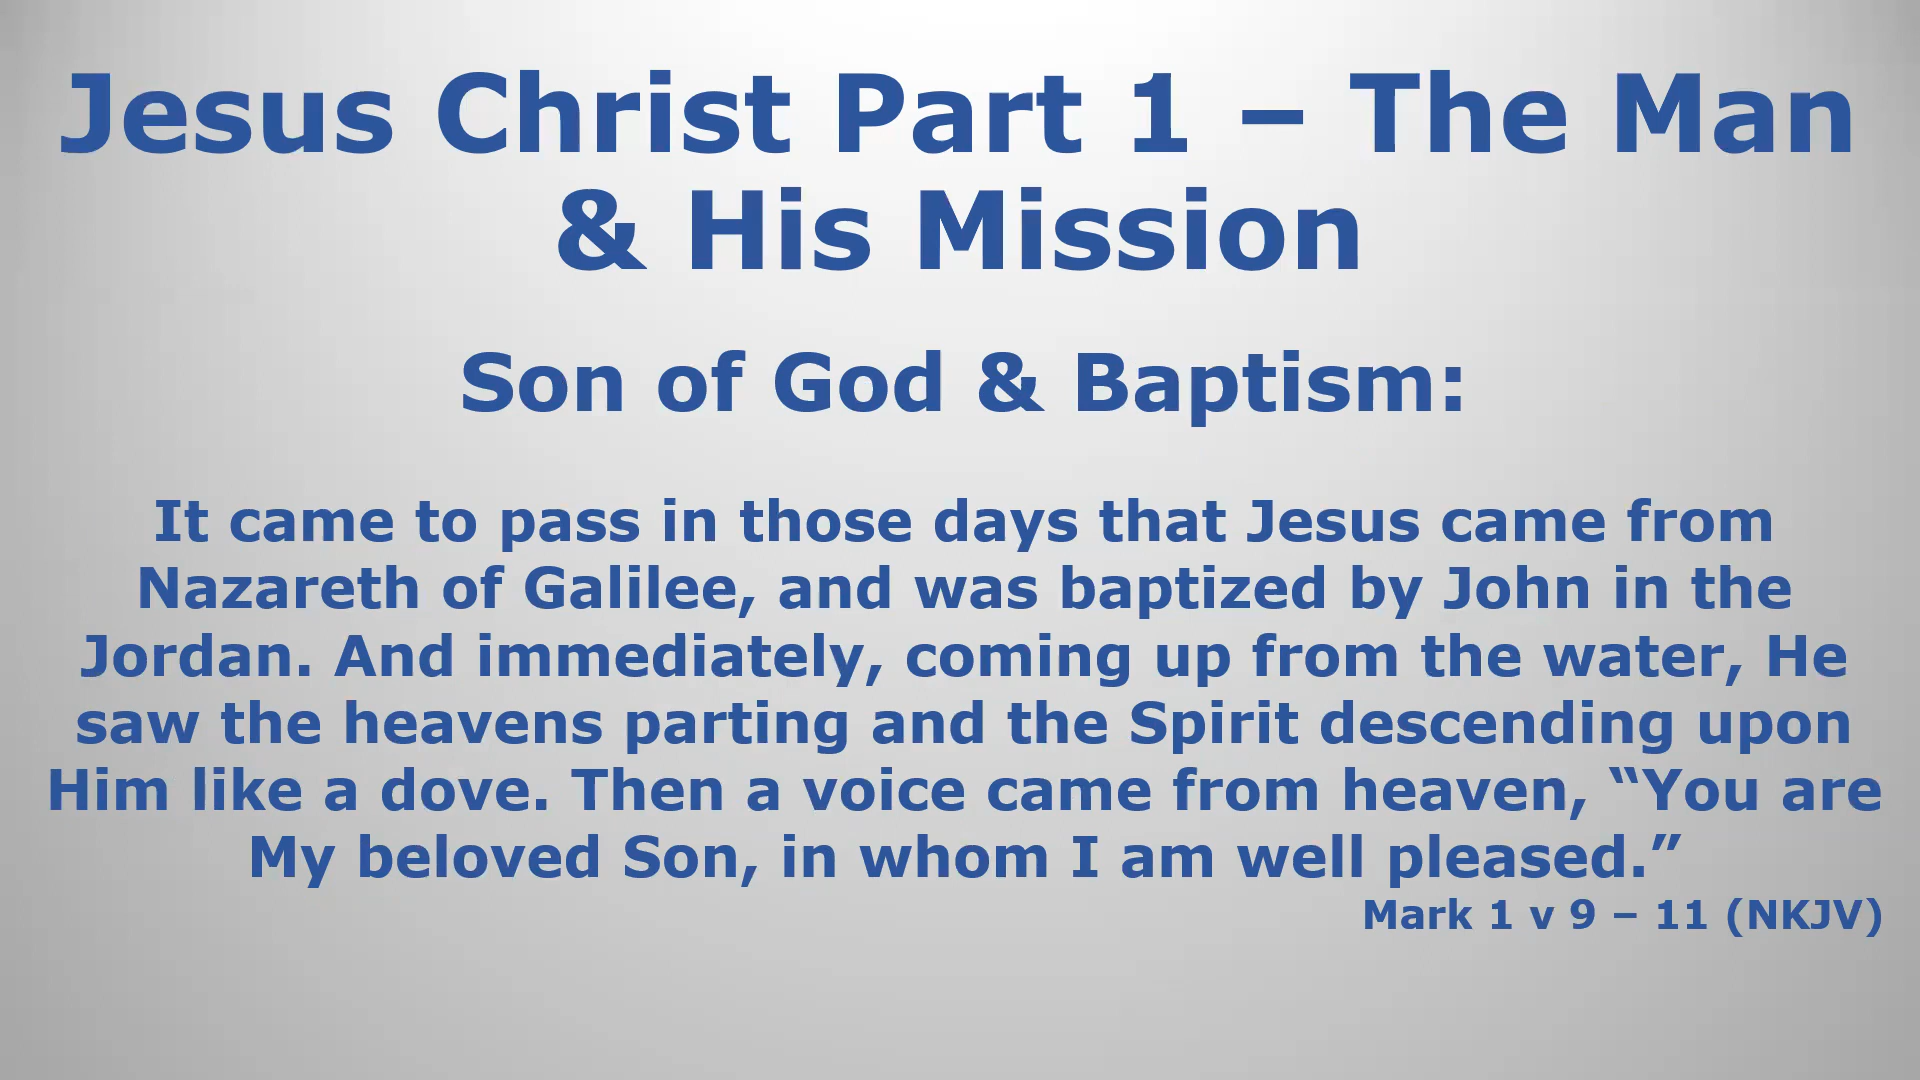 Jesus Christ Part 1 – The Man
& His Mission
Son of God & Baptism:
It came to pass in those days that Jesus came from
Nazareth of Galilee, and was baptized by John in the
Jordan. And immediately, coming up from the water, He
saw the heavens parting and the Spirit descending upon
Him like a dove. Then a voice came from heaven, “You are
My beloved Son, in whom I am well pleased.”
Mark 1 v 9 – 11 (NKJV)